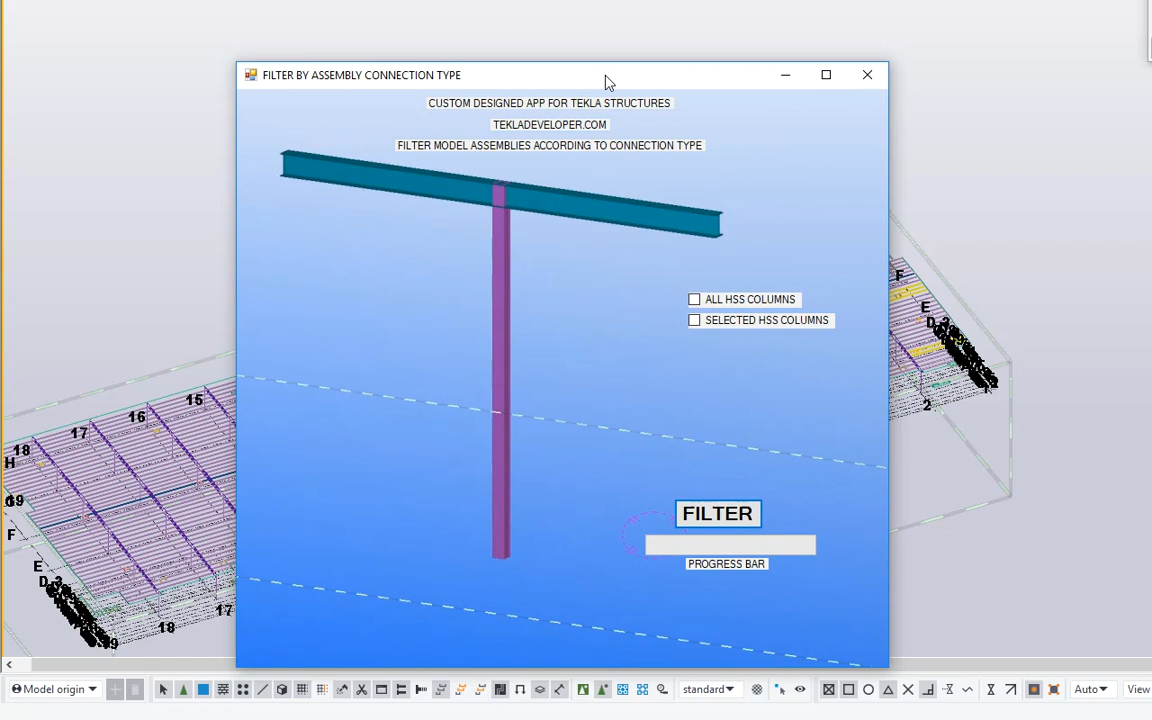 FILTER BY ASSEMBLY CONNECTION TYPE
CUSTOM DESIGNED APP FOR TEKLA STRUCTURES
TEKLADEVELOPER.COM
FILTER MODEL ASSEMBLIES ACCORDING TO CONNECTION TYPE
ALL HSS COLUMNS
SELECTED HSS COLUMNS
FILTER
PROGRESS BAR
15
16
17
18
H
F
E
D
18
17
F
E
D
2
Model origin
standard
Auto
View